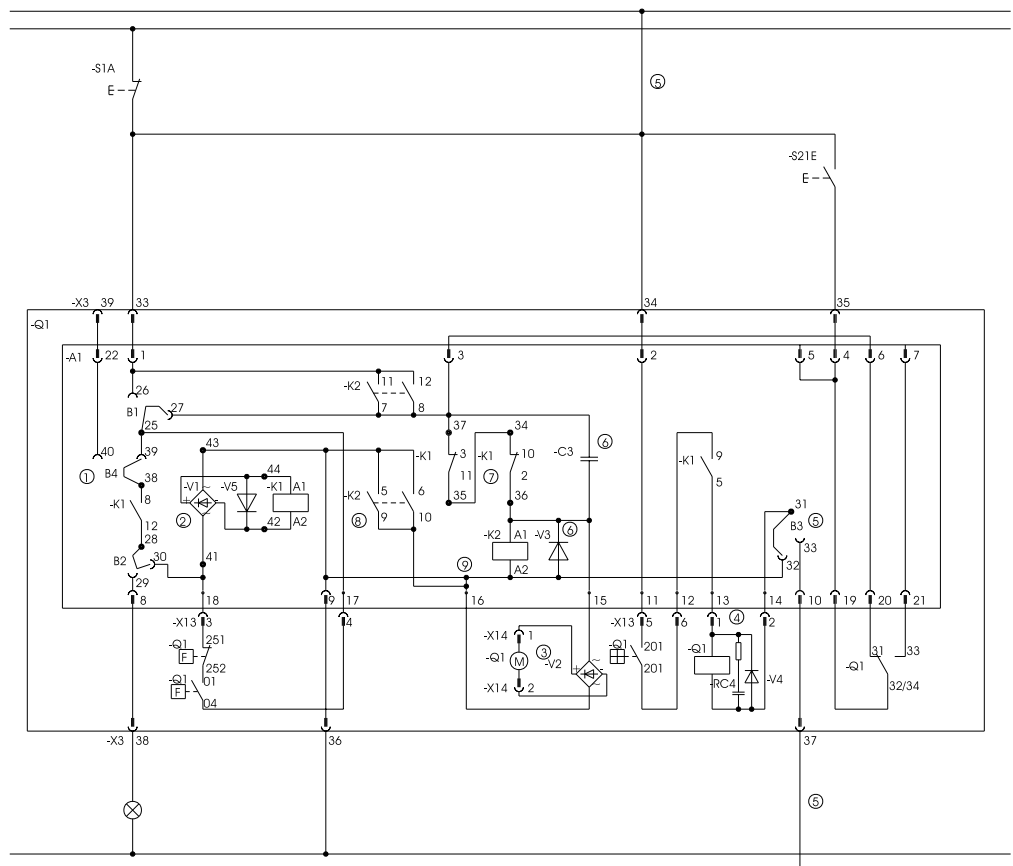 -S1A
E
5
-S21E
E
-X3 39 33 34 35
-Q1
-A1 22 1 3 2 5 4 6 7
26
-K2 11 12
B1 27
7 8
25
43 37 34
40 39
-K1 3 -K1 10 -C3 6 -K1 9
1 B4 44
38
-V1 ~ -V5 -K1 A1 -K2 5 6 11 7 2 5
8
+
-K1 2 8 9 10 35 36 31
12 42 A2 B3 5
28 -K2 A1 -V3 6
B2 30 41 9 A2 33
29 32
8 18 9 17 16 15 11 12 13 14 10 19 20 21
-X13 3 4 -X13 5 6 1 4 2
-X14 1
251 -Q1 201 -Q1 31 33
F -Q1 M 3 -V2 + ~ -Q1
252 201
-Q1 01 -X14 2 ~ -RC4 -V4 32/34
F
04
-X3 38 36 37
5